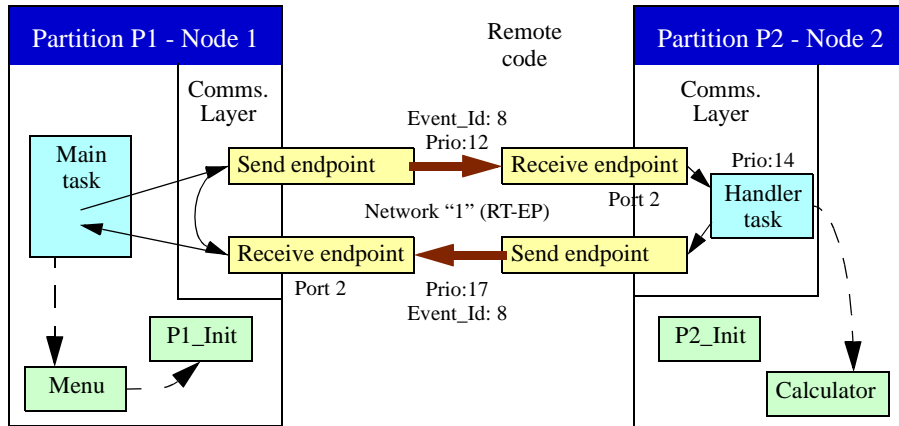 Partition P1 - Node 1
Remote
code
Partition P2 - Node 2
Comms.
Layer
Comms.
Layer
Event_Id: 8
Prio:12
Main
task
Send endpoint
Receive endpoint
Prio:14
Handler
task
Port 2
Network “1” (RT-EP)
Receive endpoint
Send endpoint
Port 2
Prio:17
Event_Id: 8
P1_Init
P2_Init
Menu
Calculator